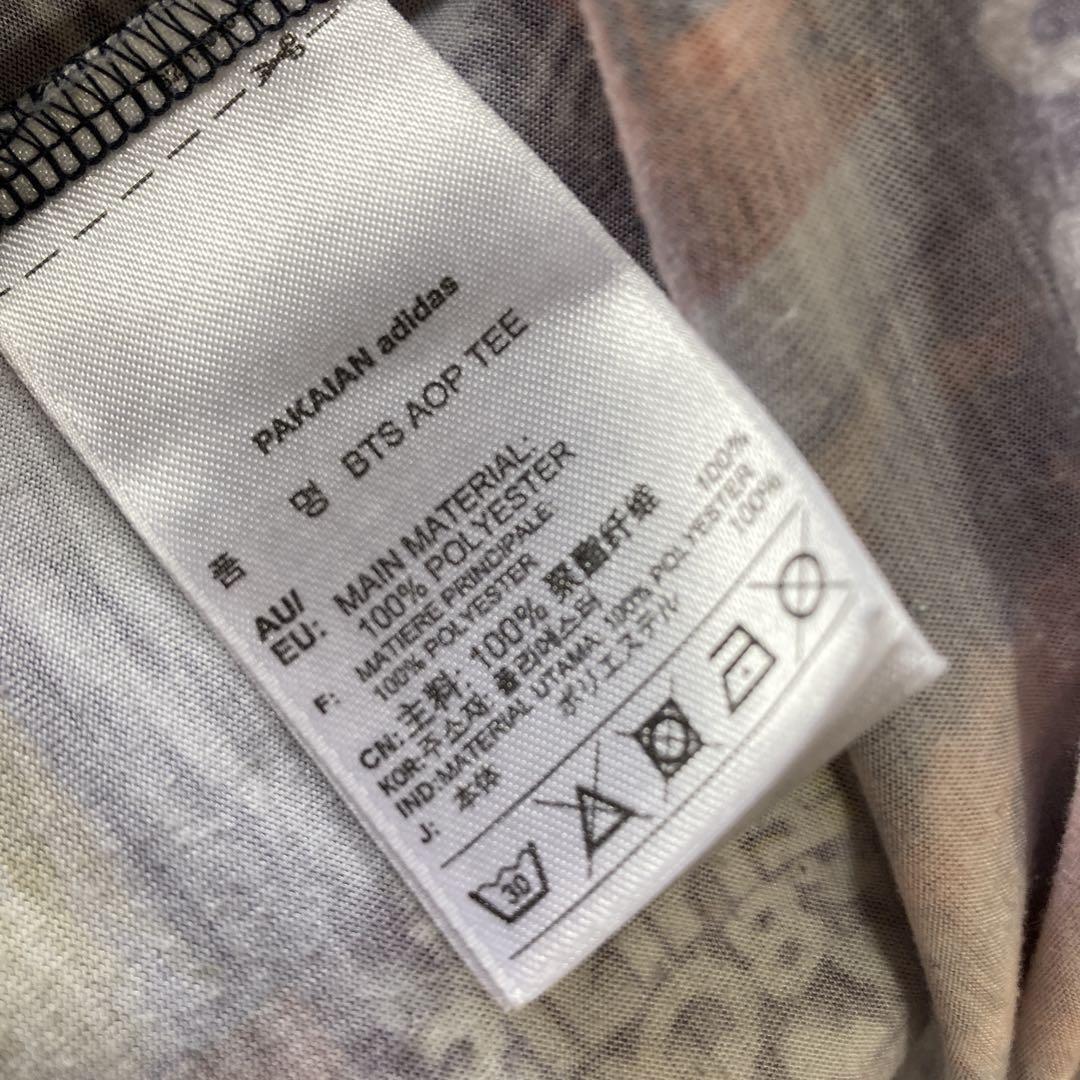 PAKAIAN adidas
품 명 BTS AOP TEE
AU/ EU: MAIN MATERIAL:
100% POLYESTER
F: MATIERE PRINCIPALE
100% POLYESTER
CN: 主料: 100% 聚酯纤维
KOR-주소재: 폴리에스터 100%
IND-MATERIAL UTAMA: 100% POLYESTER
J: 本体 ポリエステル 100%
30